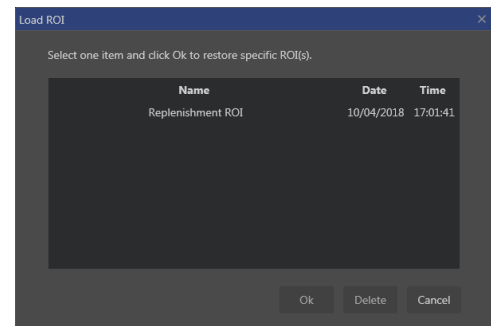 Load ROI
Select one item and click Ok to restore specific ROI(s).
Name Date Time
Replenishment ROI 10/04/2018 17:01:41
Ok Delete Cancel